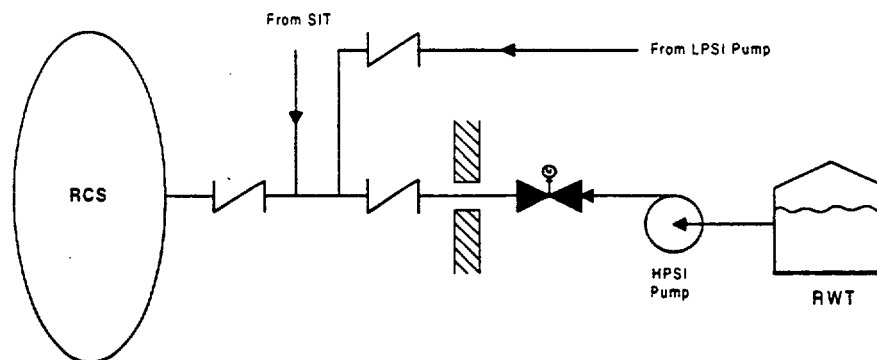 From SIT
From LPSI Pump
RCS
HPSI
Pump
RWT